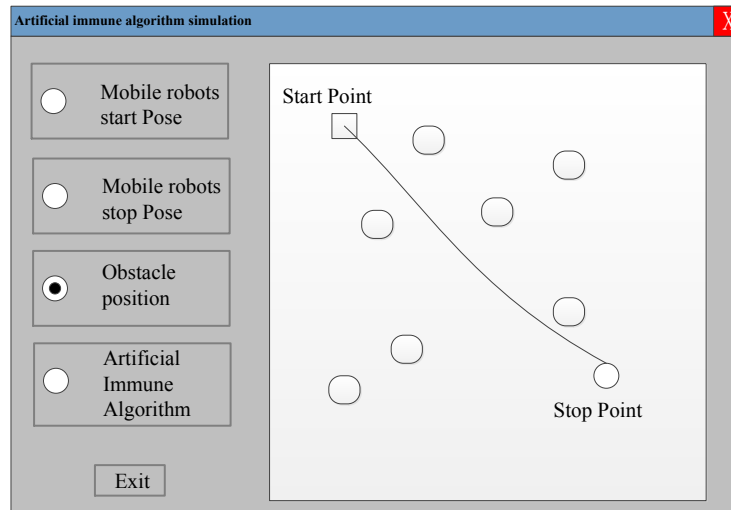 Artificial immune algorithm simulation
X
Mobile robots
start Pose
Mobile robots
stop Pose
Obstacle
position
Artificial
Immune
Algorithm
Exit
Start Point
Stop Point